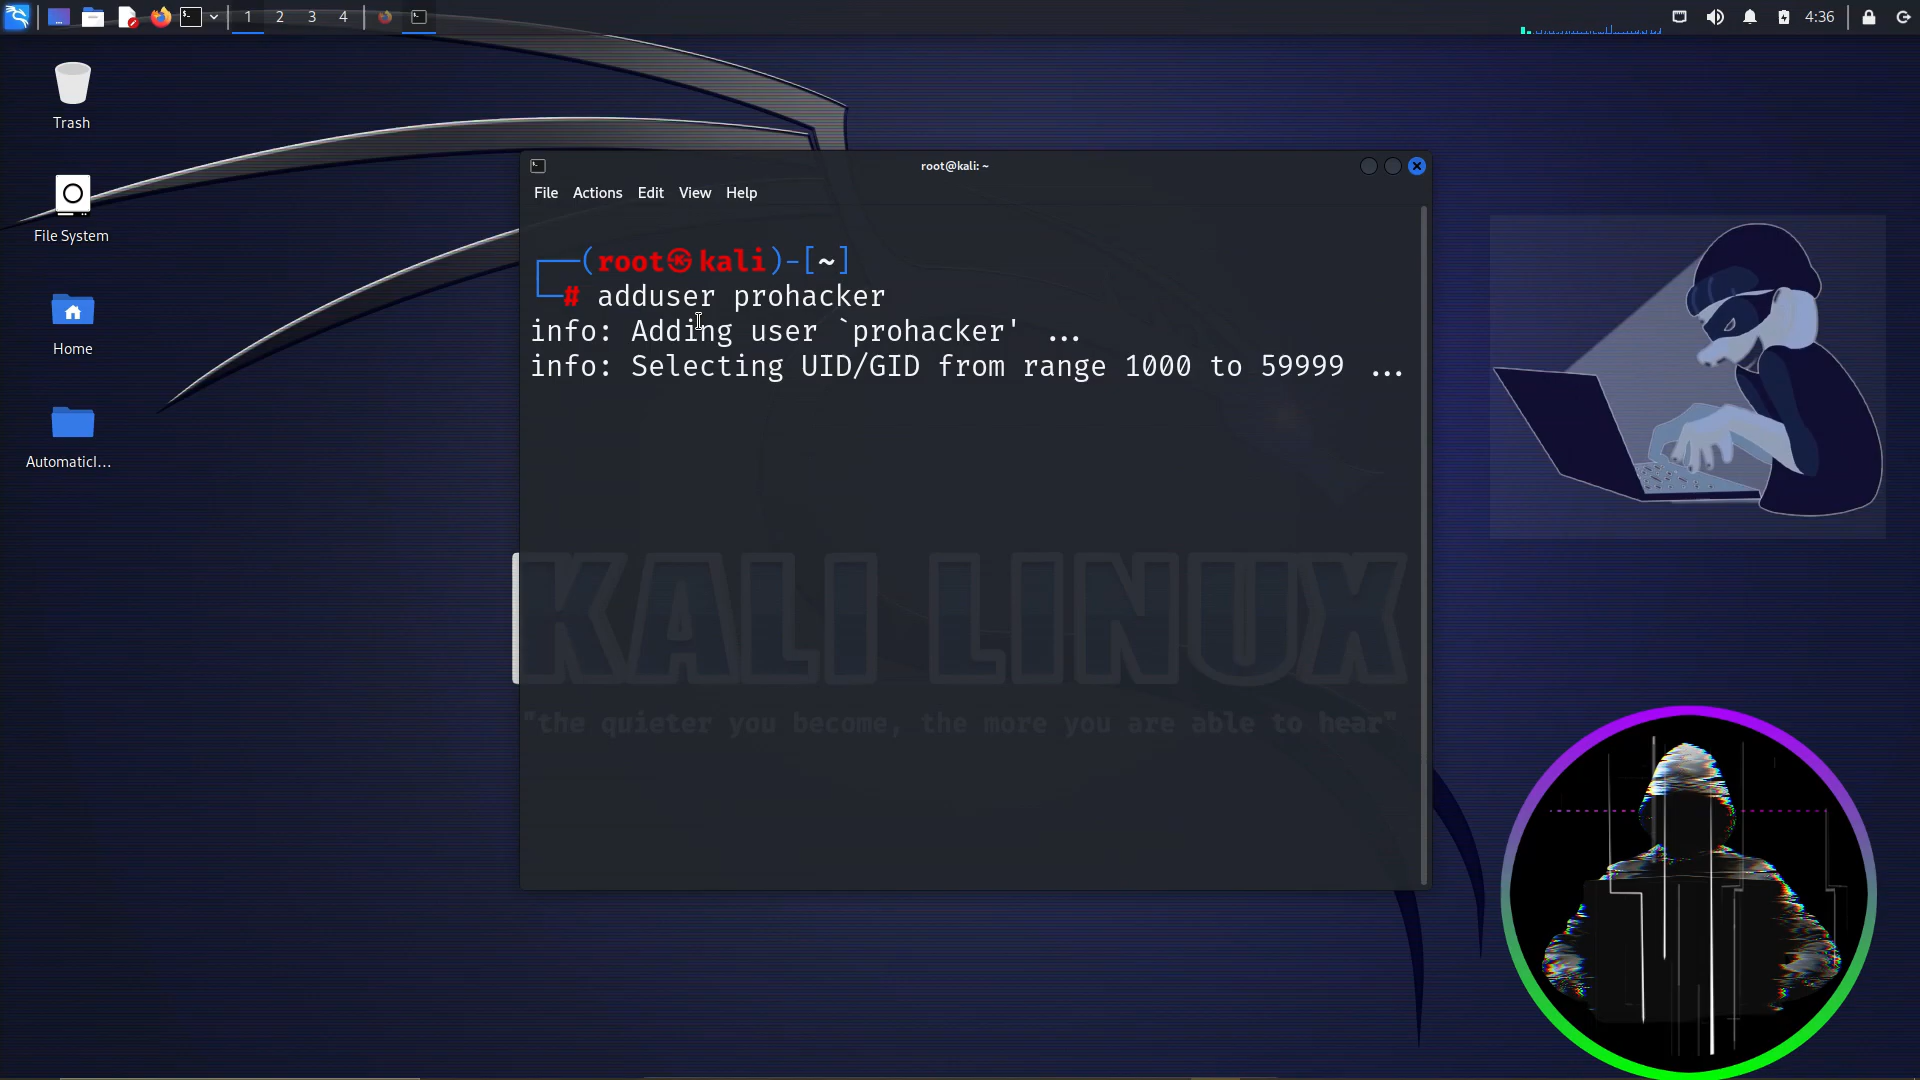 1 2 3 4
4:36
Trash
File System
Home
Automaticl...
root@kali: ~
File Actions Edit View Help
┌──(root㉿kali)-[~]
└─# adduser prohacker
info: Adding user `prohacker' ...
info: Selecting UID/GID from range 1000 to 59999 ...
KALI LINUX
"the quieter you become, the more you are able to hear"